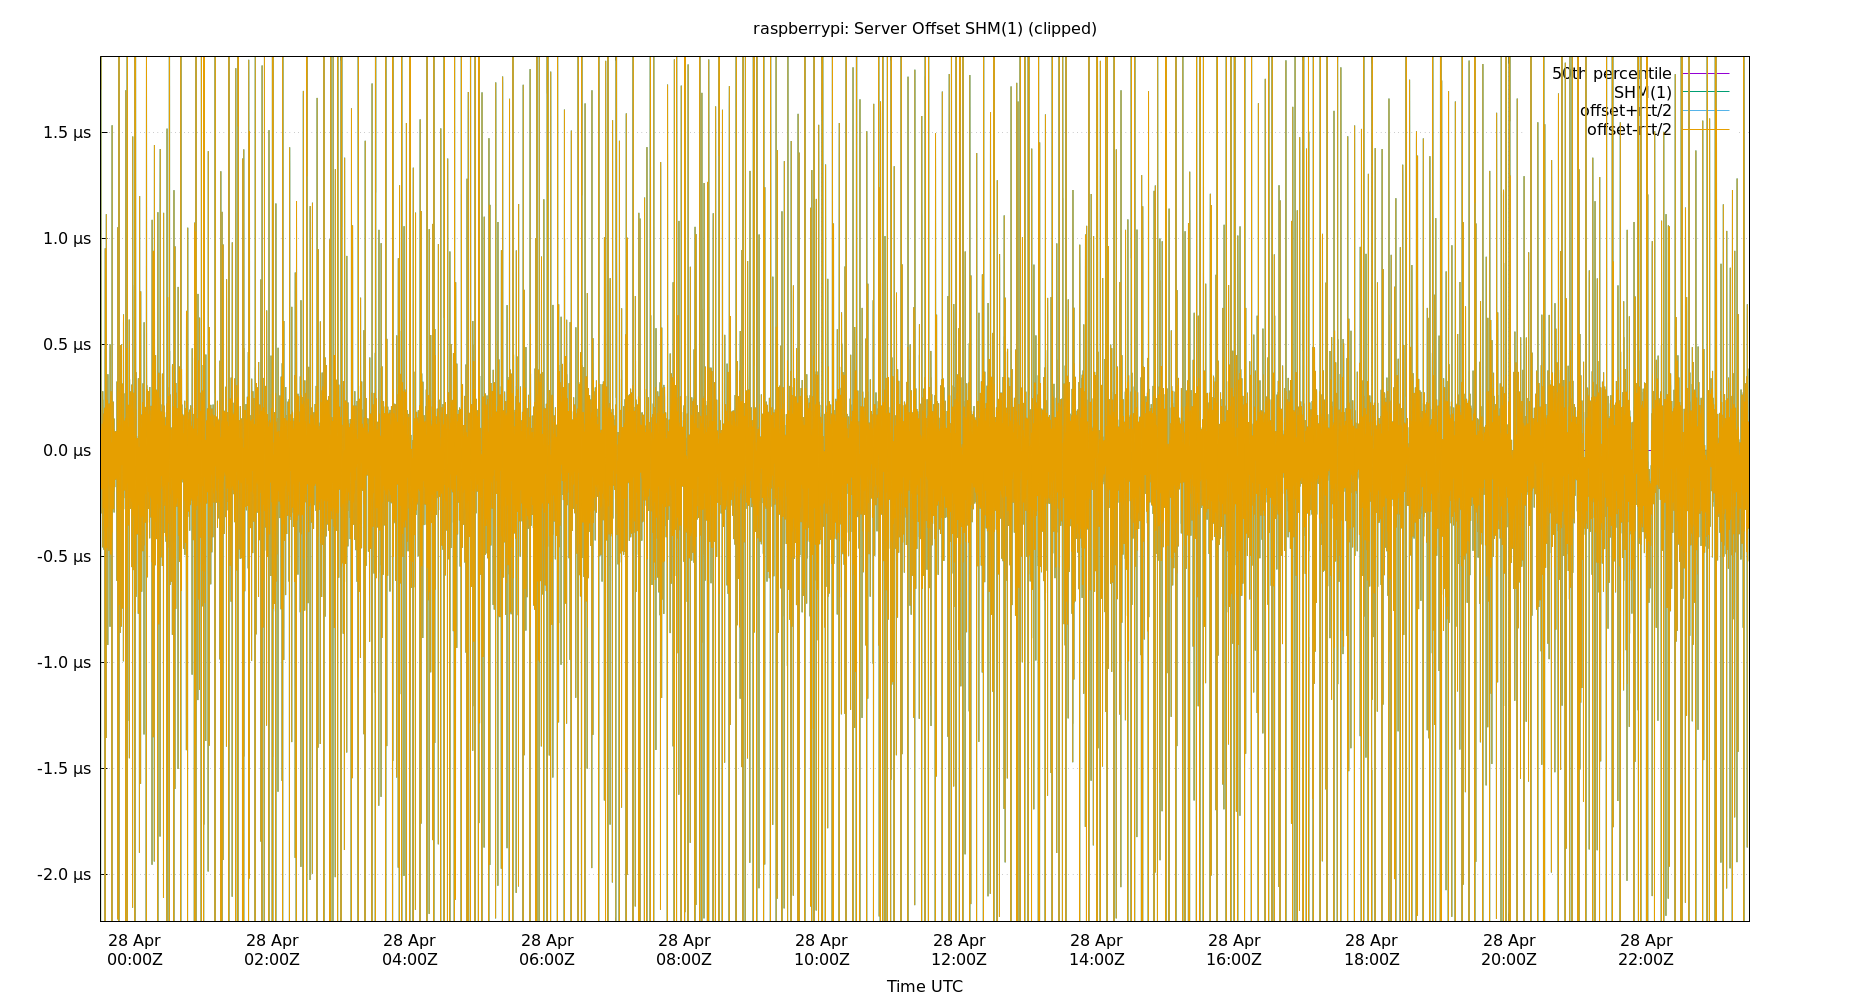 raspberrypi: Server Offset SHM(1) (clipped)
50th percentile
SHM(1)
offset+rtt/2
offset-rtt/2
1.5 µs
1.0 µs
0.5 µs
0.0 µs
-0.5 µs
-1.0 µs
-1.5 µs
-2.0 µs
28 Apr 28 Apr 28 Apr 28 Apr 28 Apr 28 Apr 28 Apr 28 Apr 28 Apr 28 Apr 28 Apr 28 Apr
00:00Z 02:00Z 04:00Z 06:00Z 08:00Z 10:00Z 12:00Z 14:00Z 16:00Z 18:00Z 20:00Z 22:00Z
Time UTC